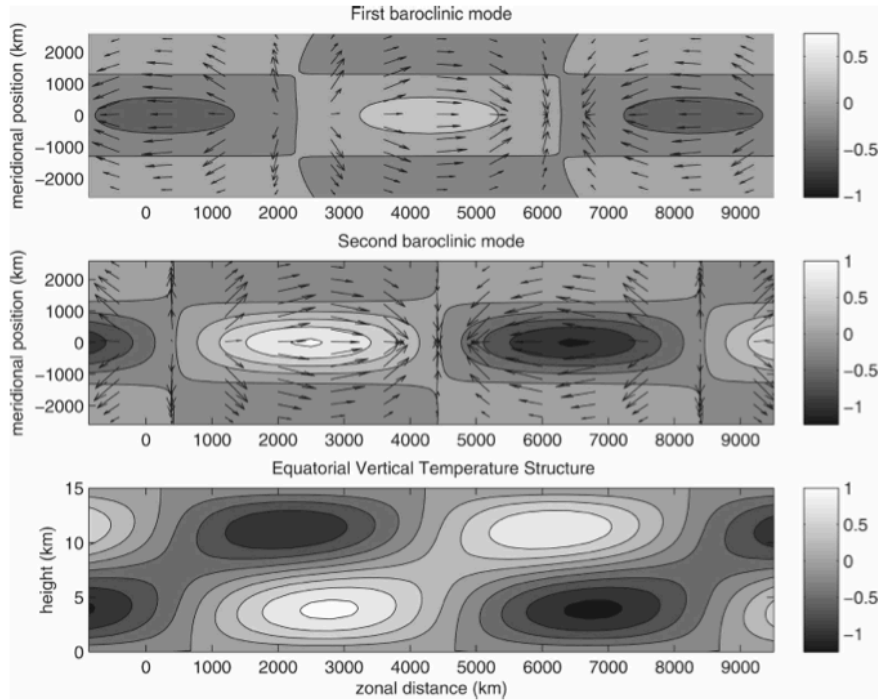 First baroclinic mode
meridional position (km)
2000
1000
0
−1000
−2000
0 1000 2000 3000 4000 5000 6000 7000 8000 9000
0.5
0
−0.5
−1
Second baroclinic mode
meridional position (km)
2000
1000
0
−1000
−2000
0 1000 2000 3000 4000 5000 6000 7000 8000 9000
1
0.5
0
−0.5
−1
Equatorial Vertical Temperature Structure
height (km)
15
10
5
0
0 1000 2000 3000 4000 5000 6000 7000 8000 9000
zonal distance (km)
1
0.5
0
−0.5
−1